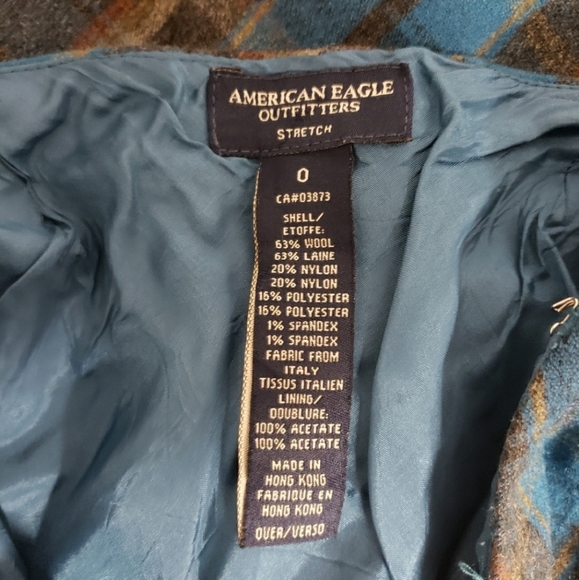 AMERICAN EAGLE
OUTFITTERS
STRETCH
0
CA#03873
SHELL/
ETOFFE:
63% WOOL
63% LAINE
20% NYLON
20% NYLON
16% POLYESTER
16% POLYESTER
1% SPANDEX
1% SPANDEX
FABRIC FROM
ITALY
TISSUS ITALIEN
LINING/
DOUBLURE:
100% ACETATE
100% ACETATE
MADE IN
HONG KONG
FABRIQUE EN
HONG KONG
OVER/VERSO